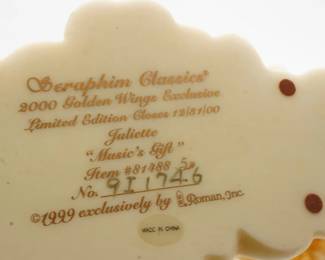 Seraphim Classics®
2000 Golden Wings Exclusive
Limited Edition Closes 12/31/00
Juliette
"Music's Gift"
Item #81488
No. 9I1746
©1999 exclusively by Roman, Inc.
MADE IN CHINA